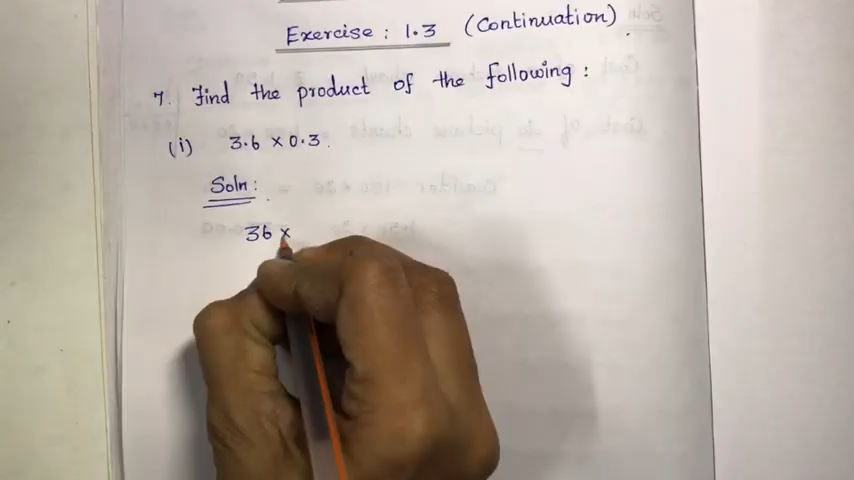 Exercise : 1.3 (Continuation).
7. Find the product of the following :
(i) 3.6 × 0.3.
Soln :
36 ×